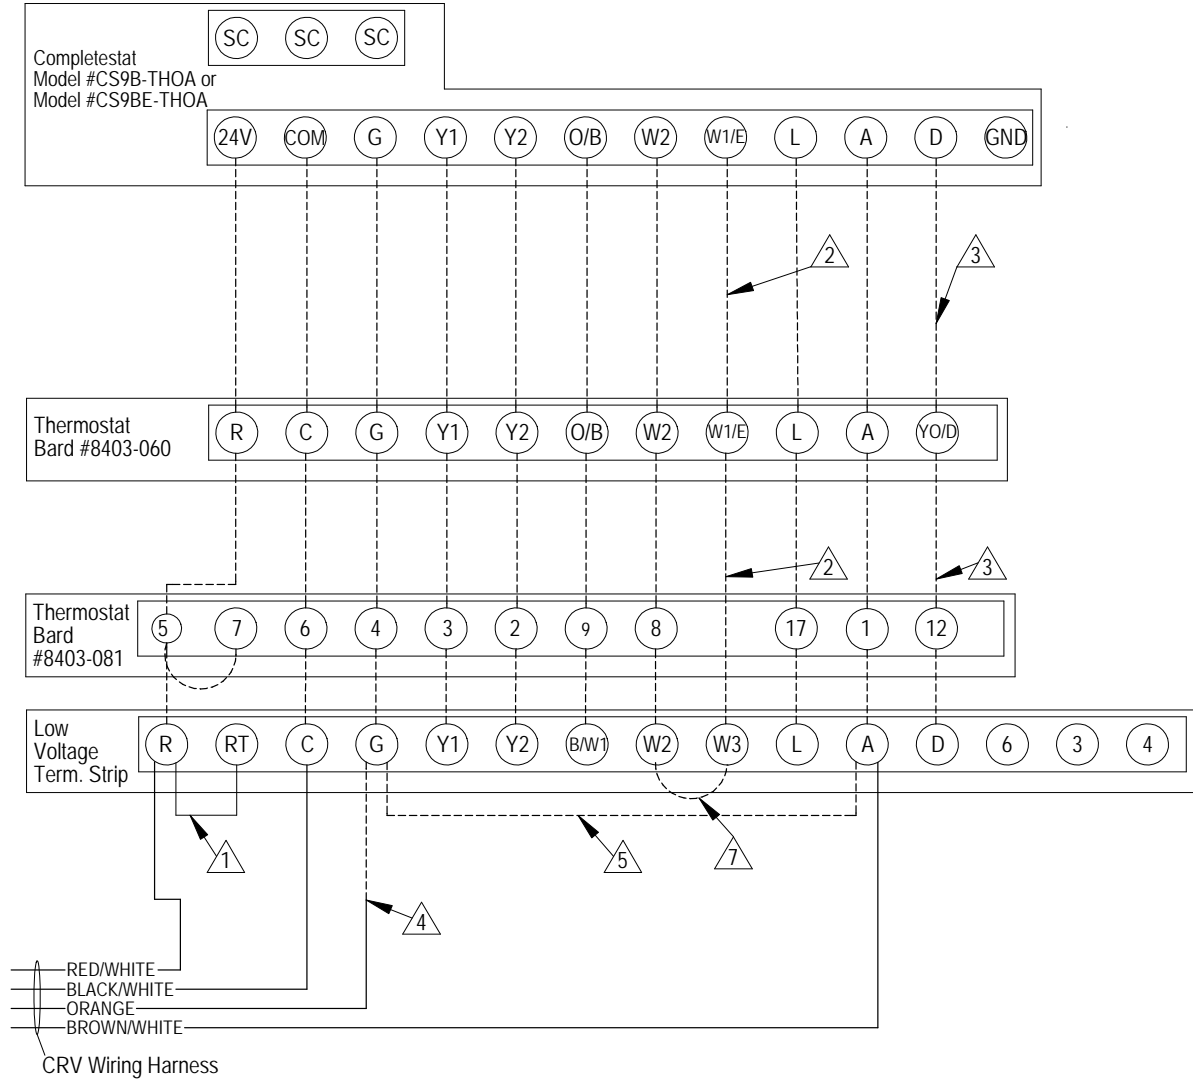 SC SC SC
Completestat
Model #CS9B-THOA or
Model #CS9BE-THOA
24V COM G Y1 Y2 O/B W2 W1/E L A D GND
2 3
Thermostat
Bard #8403-060
R C G Y1 Y2 O/B W2 W1/E L A YO/D
2 3
Thermostat
Bard
#8403-081
5 7 6 4 3 2 9 8 17 1 12
Low
Voltage
Term. Strip
R RT C G Y1 Y2 B/W1 W2 W3 L A D 6 3 4
1 5 7
4
RED/WHITE
BLACK/WHITE
ORANGE
BROWN/WHITE
CRV Wiring Harness